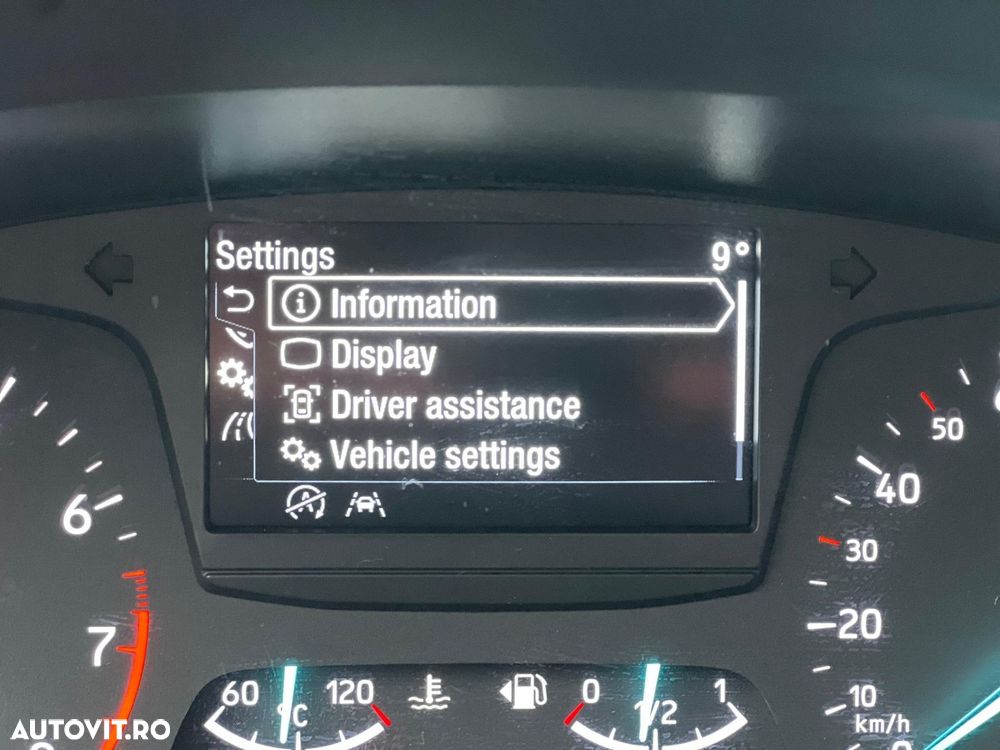 Settings 9°
Information
Display
Driver assistance
Vehicle settings
A
6
7
60 120
°C
0 1
1/2
50
40
30
20
10
km/h
AUTOVIT.RO